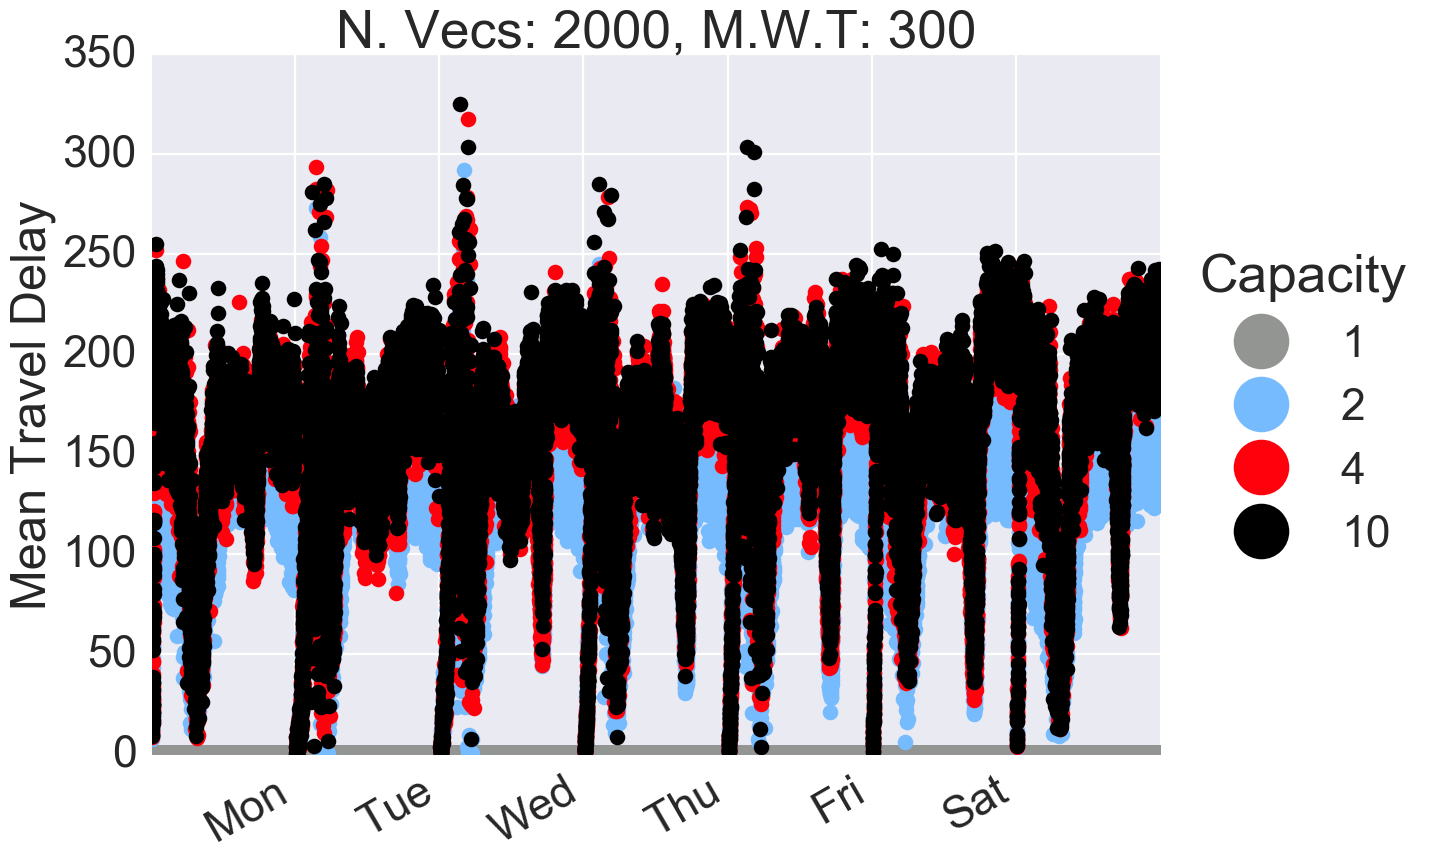 N. Vecs: 2000, M.W.T: 300
Mean Travel Delay
350
300
250
200
150
100
50
0
Mon
Tue
Wed
Thu
Fri
Sat
Capacity
1
2
4
10